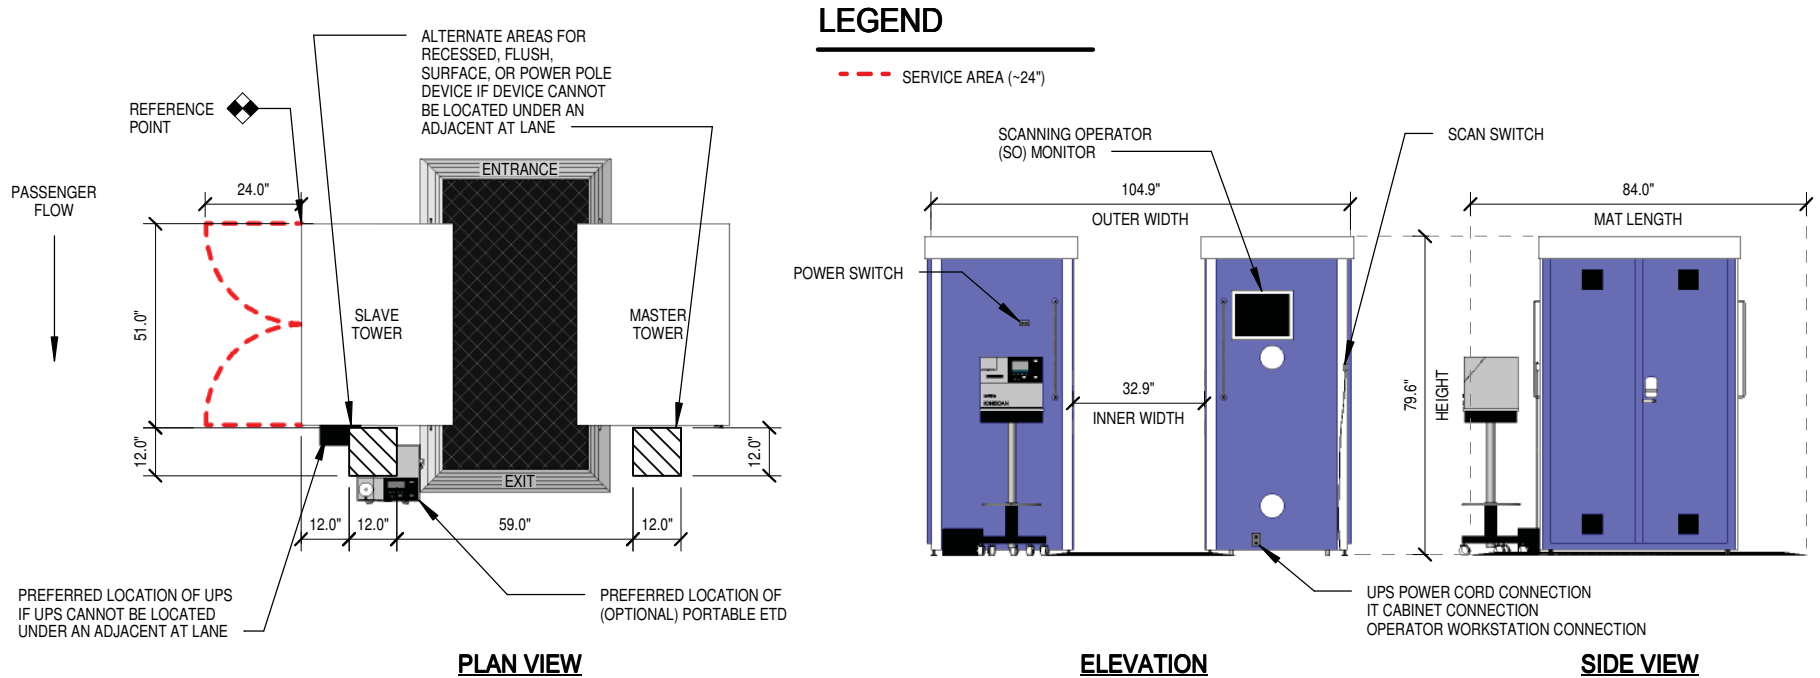 LEGEND
SERVICE AREA (~24")
ALTERNATE AREAS FOR
RECESSED, FLUSH,
SURFACE, OR POWER POLE
DEVICE IF DEVICE CANNOT
BE LOCATED UNDER AN
ADJACENT AT LANE
REFERENCE
POINT
PASSENGER
FLOW
24.0"
ENTRANCE
51.0"
SLAVE
TOWER
MASTER
TOWER
12.0"
12.0"
EXIT
12.0"
12.0"
59.0"
12.0"
PREFERRED LOCATION OF UPS
IF UPS CANNOT BE LOCATED
UNDER AN ADJACENT AT LANE
PREFERRED LOCATION OF
(OPTIONAL) PORTABLE ETD
PLAN VIEW
SCANNING OPERATOR
(SO) MONITOR
SCAN SWITCH
104.9"
OUTER WIDTH
POWER SWITCH
32.9"
INNER WIDTH
IONSCAN
79.6"
HEIGHT
UPS POWER CORD CONNECTION
IT CABINET CONNECTION
OPERATOR WORKSTATION CONNECTION
ELEVATION
84.0"
MAT LENGTH
SIDE VIEW